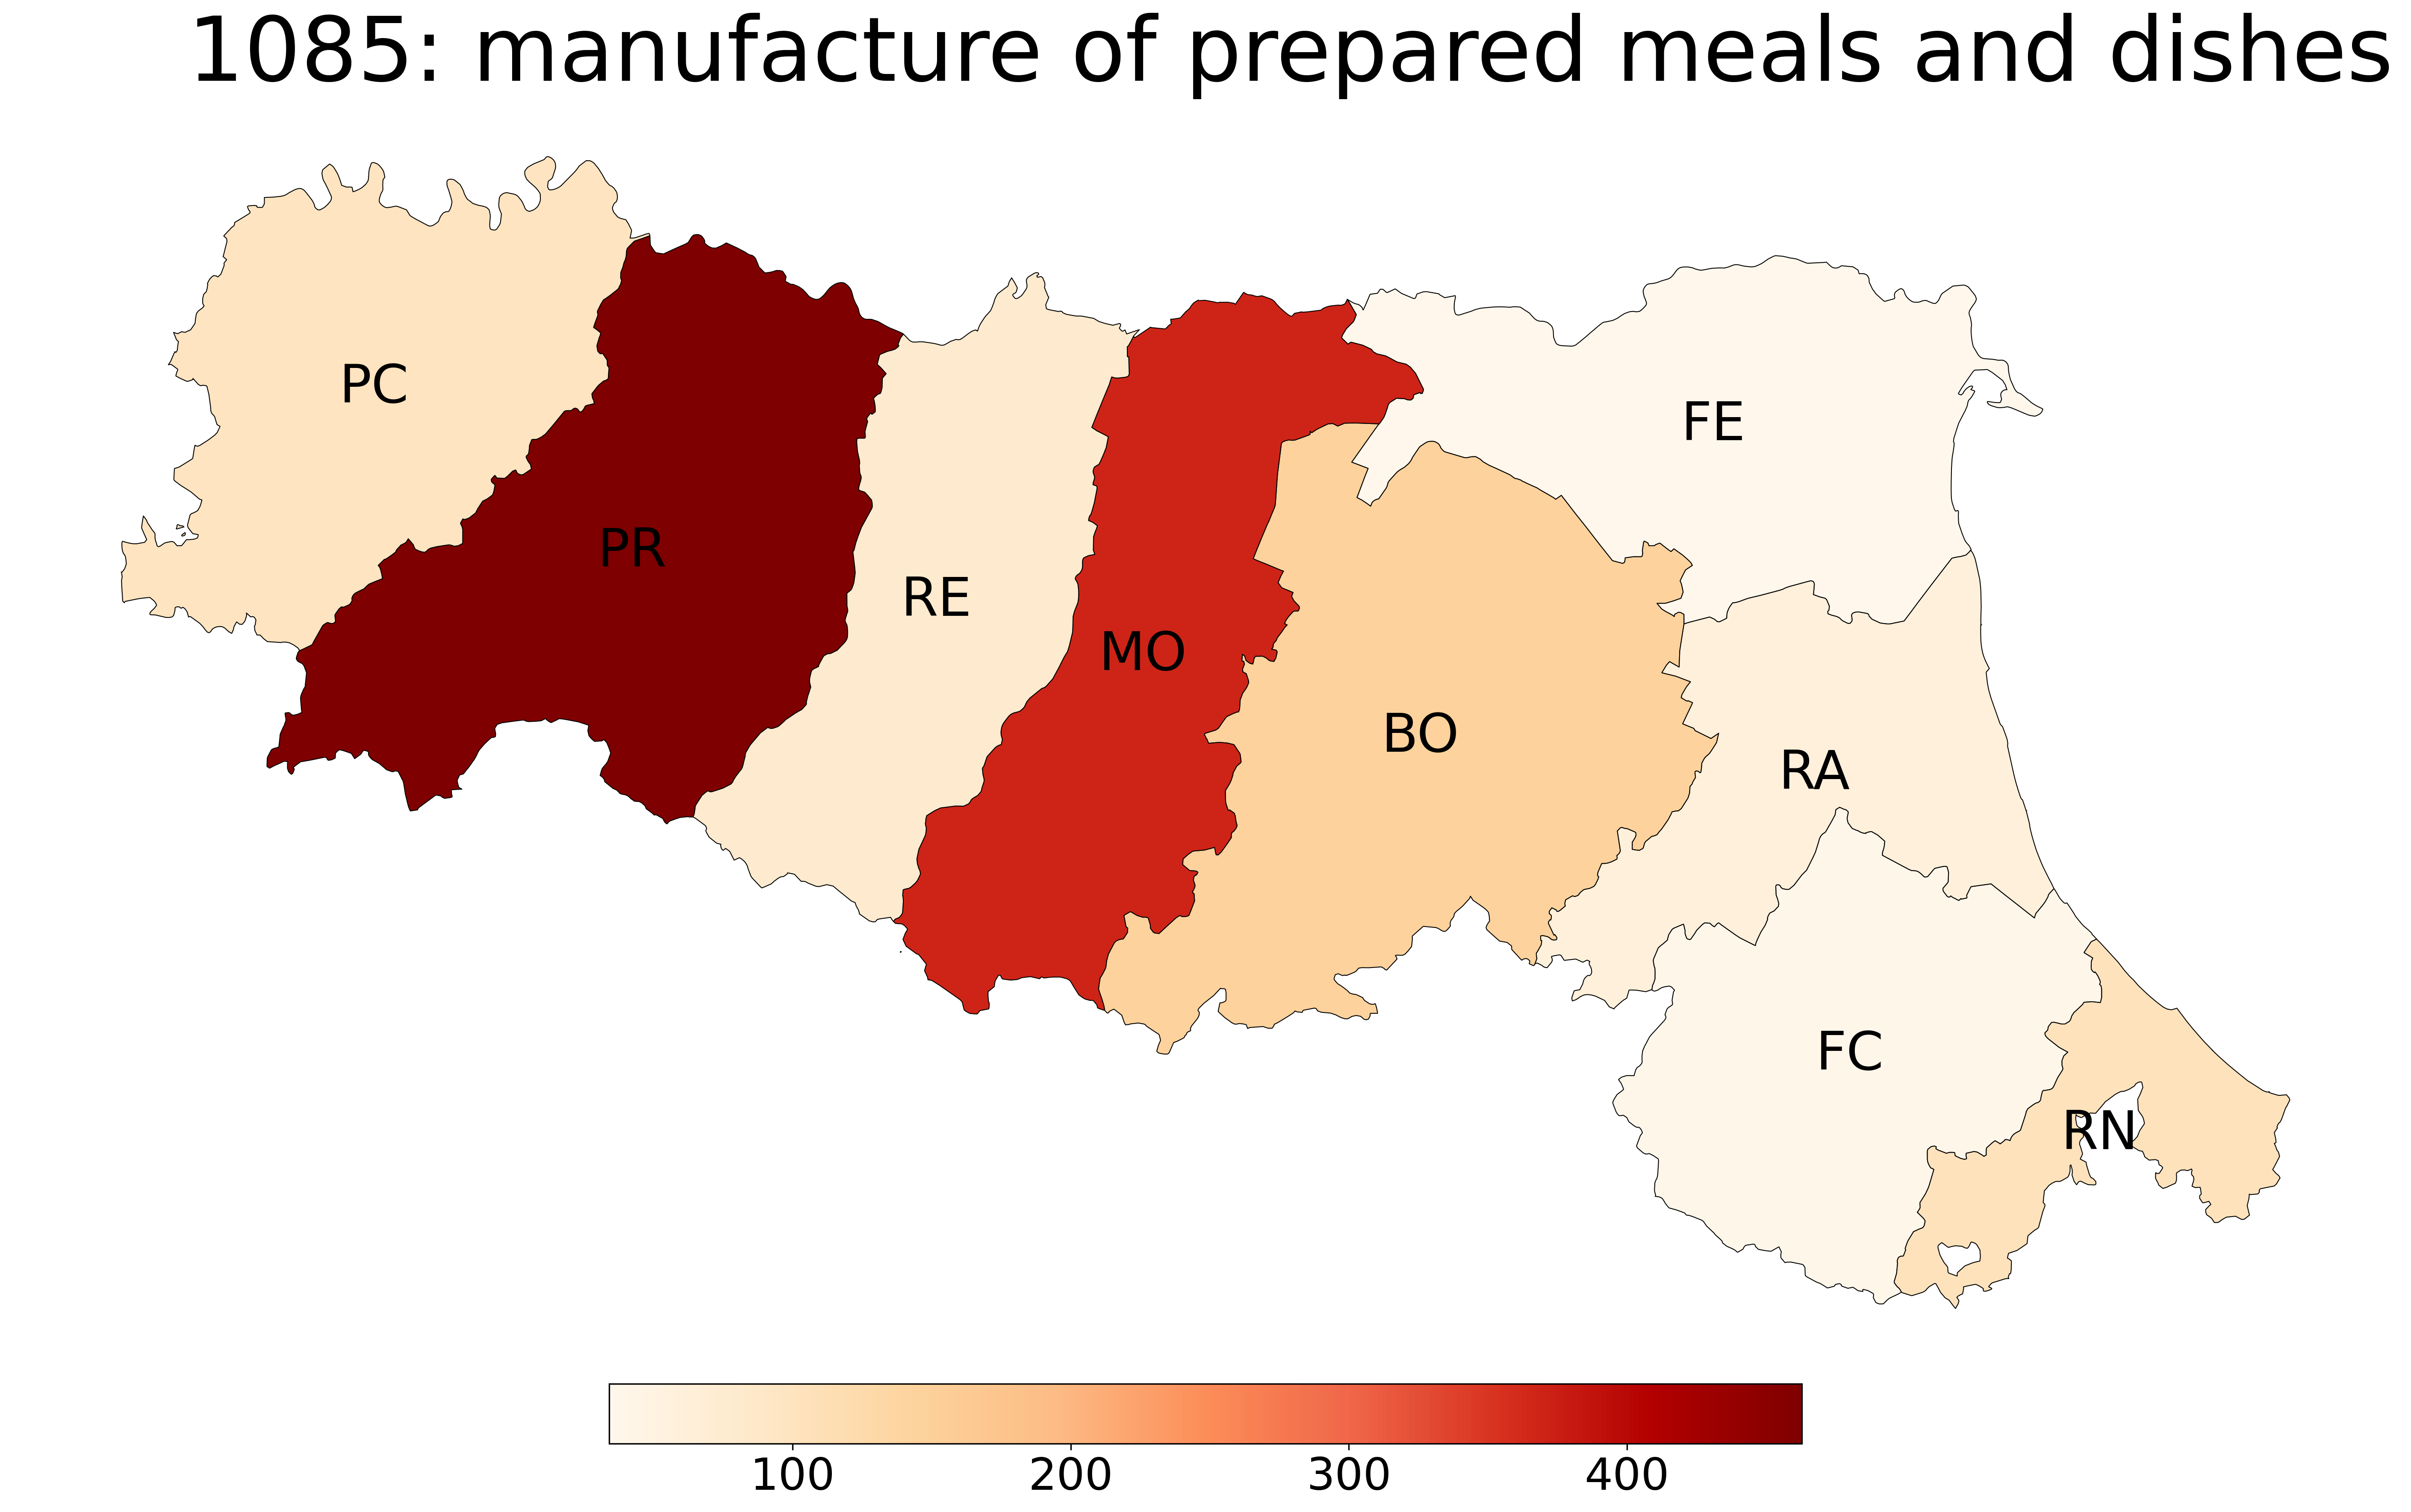 1085: manufacture of prepared meals and dishes
PC
PR
RE
MO
BO
FE
RA
FC
RN
100 200 300 400